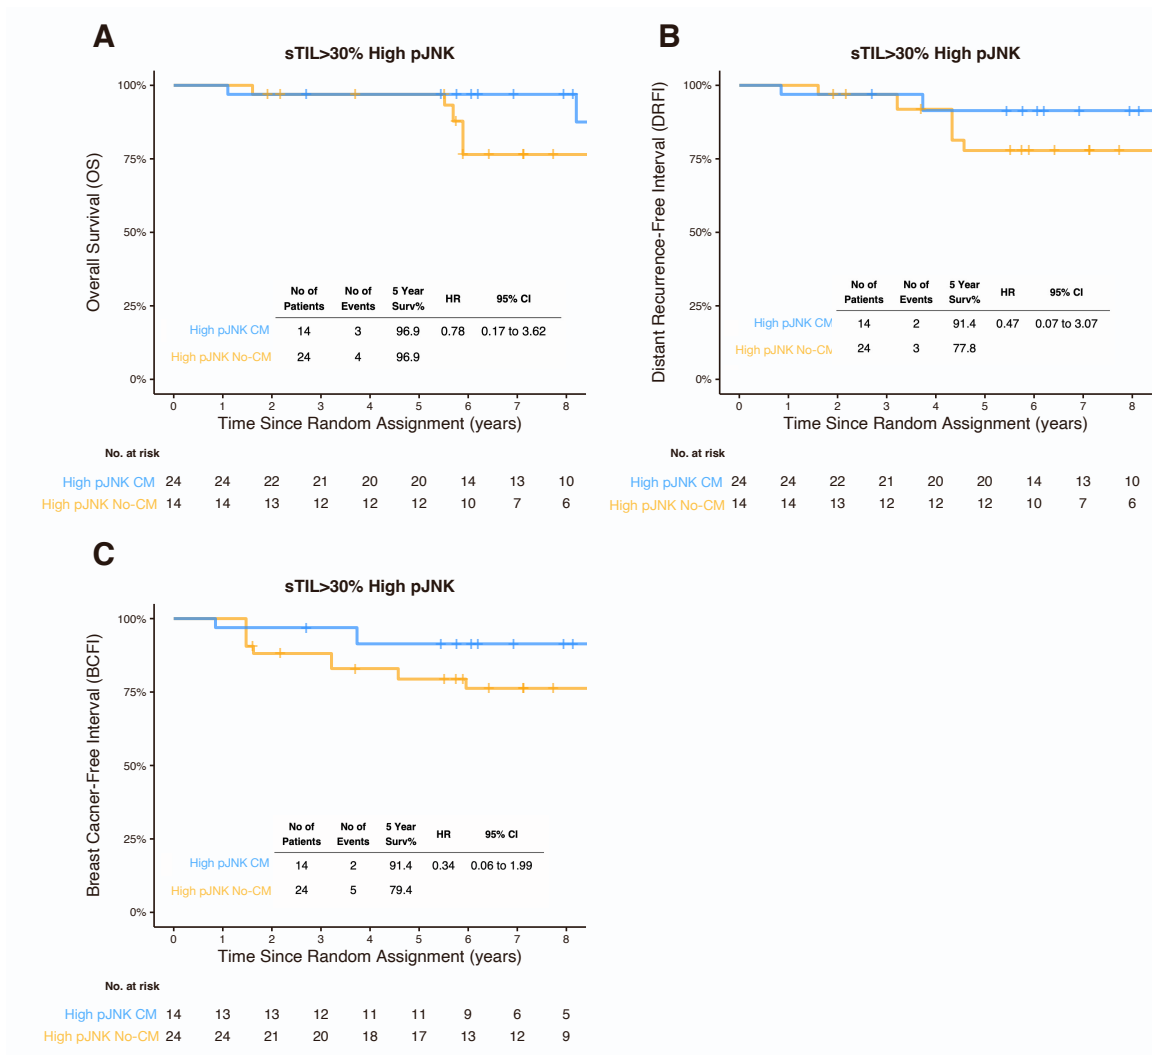 A
sTIL>30% High pJNK
Overall Survival (OS)
100%
75%
50%
25%
0%
No of Patients No of Events 5 Year Surv% HR 95% CI
High pJNK CM 14 3 96.9 0.78 0.17 to 3.62
High pJNK No-CM 24 4 96.9
0 1 2 3 4 5 6 7 8
Time Since Random Assignment (years)
No. at risk
High pJNK CM 24 24 22 21 20 20 14 13 10
High pJNK No-CM 14 14 13 12 12 12 10 7 6
B
sTIL>30% High pJNK
Distant Recurrence-Free Interval (DRFI)
100%
75%
50%
25%
0%
No of Patients No of Events 5 Year Surv% HR 95% CI
High pJNK CM 14 2 91.4 0.47 0.07 to 3.07
High pJNK No-CM 24 3 77.8
0 1 2 3 4 5 6 7 8
Time Since Random Assignment (years)
No. at risk
High pJNK CM 24 24 22 21 20 20 14 13 10
High pJNK No-CM 14 14 13 12 12 12 10 7 6
C
sTIL>30% High pJNK
Breast Cacner-Free Interval (BCFI)
100%
75%
50%
25%
0%
No of Patients No of Events 5 Year Surv% HR 95% CI
High pJNK CM 14 2 91.4 0.34 0.06 to 1.99
High pJNK No-CM 24 5 79.4
0 1 2 3 4 5 6 7 8
Time Since Random Assignment (years)
No. at risk
High pJNK CM 14 13 13 12 11 11 9 6 5
High pJNK No-CM 24 24 21 20 18 17 13 12 9